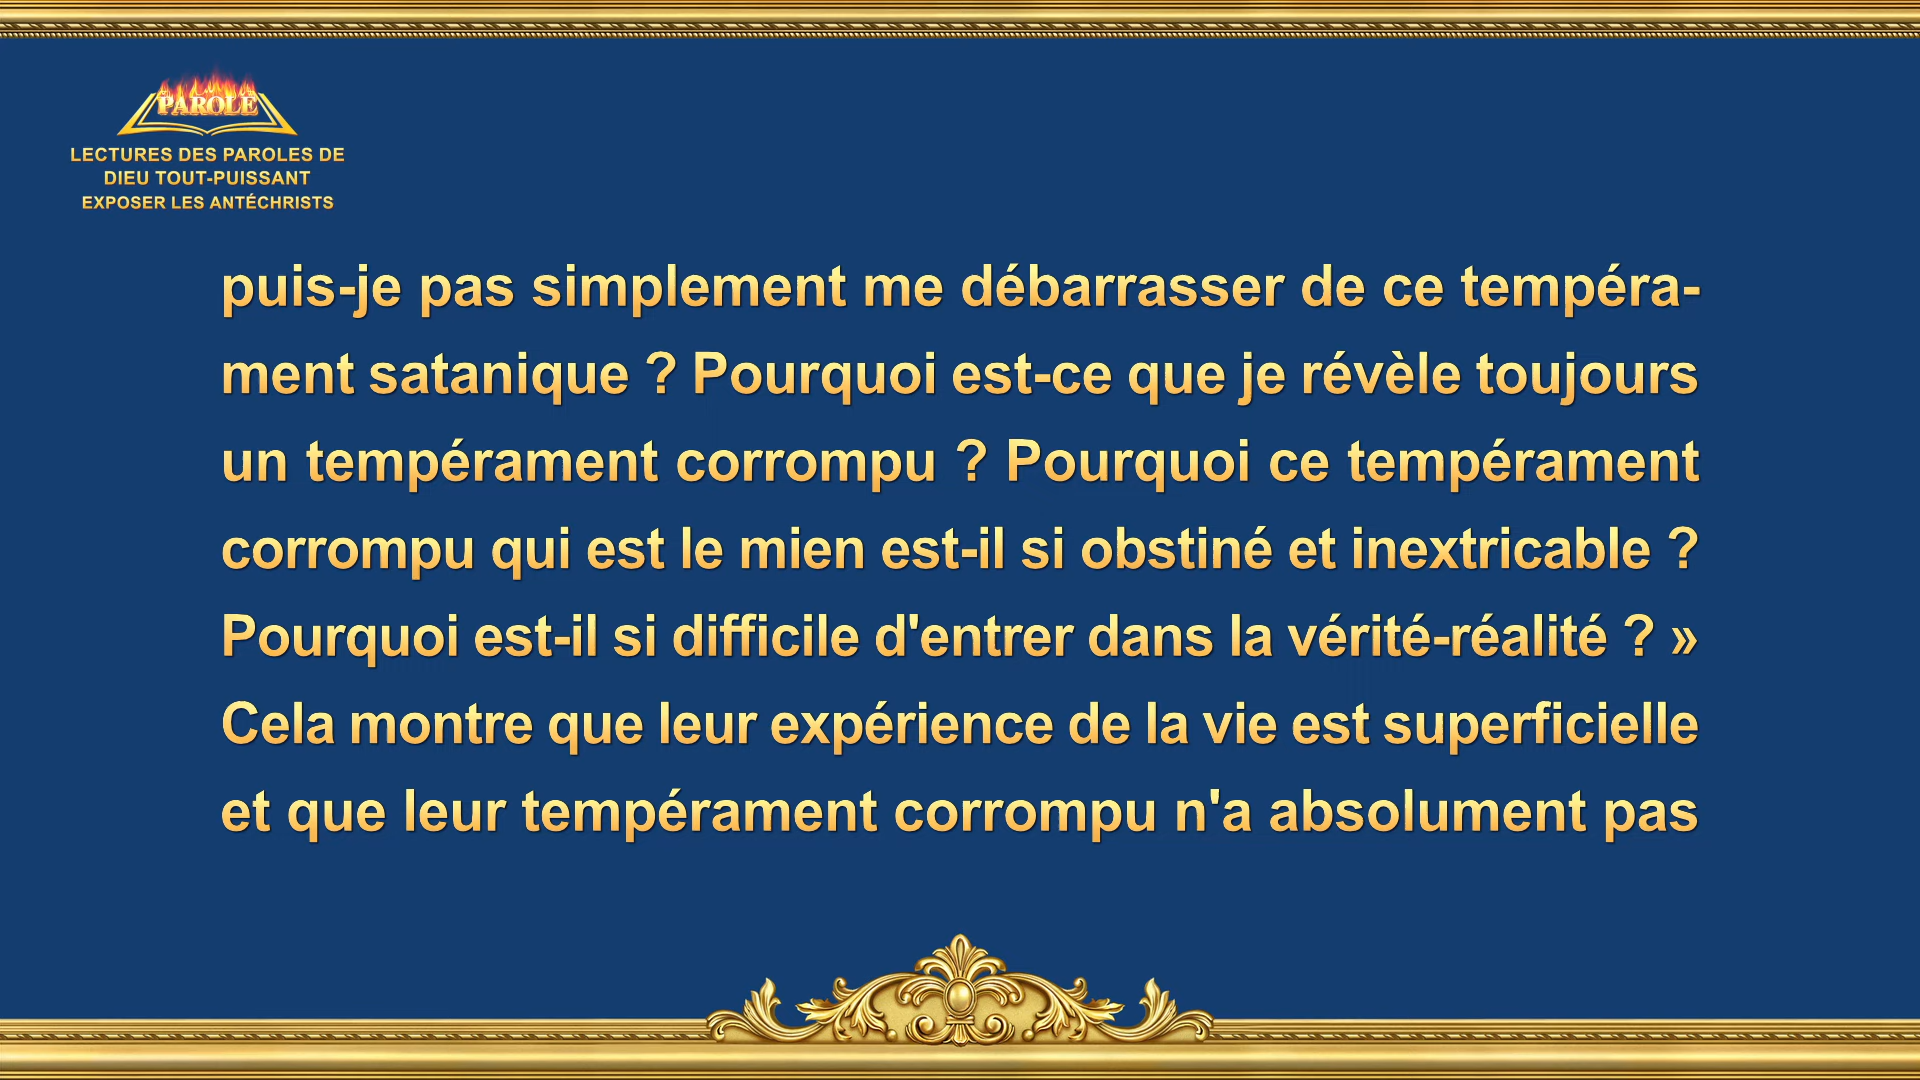 PAROLE
LECTURES DES PAROLES DE
DIEU TOUT-PUISSANT
EXPOSER LES ANTÉCHRISTS
puis-je pas simplement me débarrasser de ce tempéra-
ment satanique ? Pourquoi est-ce que je révèle toujours
un tempérament corrompu ? Pourquoi ce tempérament
corrompu qui est le mien est-il si obstiné et inextricable ?
Pourquoi est-il si difficile d'entrer dans la vérité-réalité ? »
Cela montre que leur expérience de la vie est superficielle
et que leur tempérament corrompu n'a absolument pas